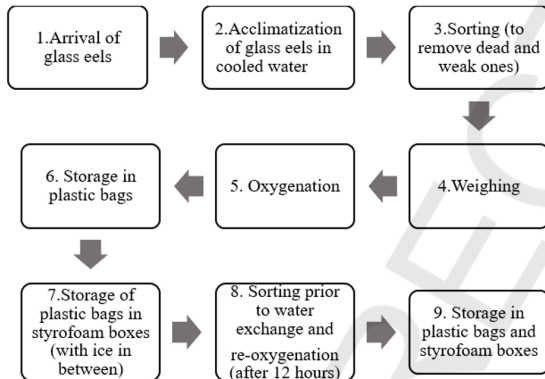 1.Arrival of
glass eels
2.Acclimatization
of glass eels in
cooled water
3.Sorting (to
remove dead and
weak ones)
4.Weighing
5. Oxygenation
6. Storage in
plastic bags
7.Storage of
plastic bags in
styrofoam boxes
(with ice in
between)
8. Sorting prior
to water
exchange and
re-oxygenation
(after 12 hours)
9. Storage in
plastic bags and
styrofoam boxes